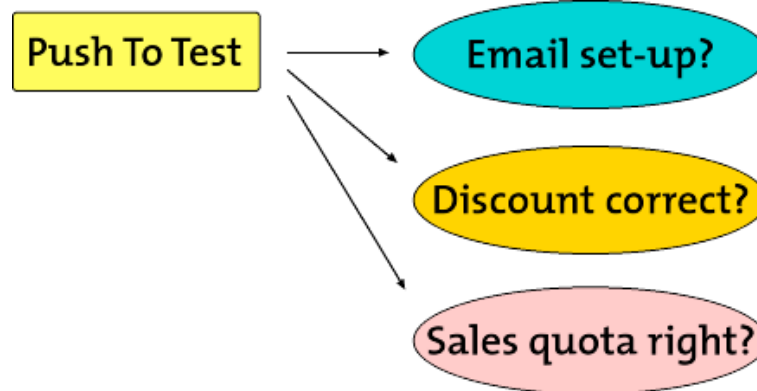 Push To Test
Email set-up?
Discount correct?
Sales quota right?